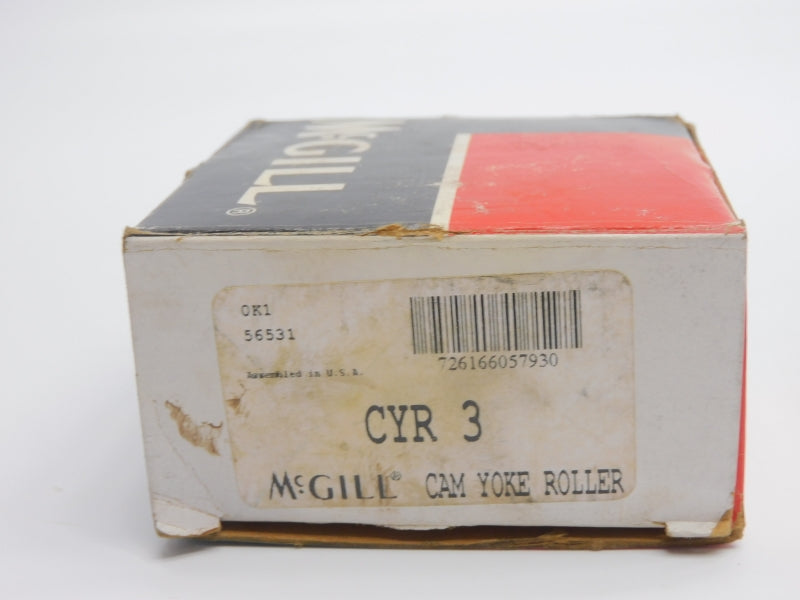 McGILL®
OK1
56531
726166057930
Assembled in U.S.A.
CYR 3
McGILL® CAM YOKE ROLLER